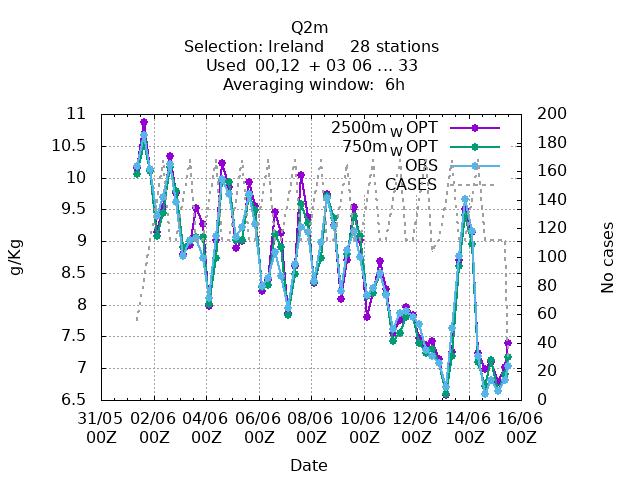 Q2m
Selection: Ireland 28 stations
Used 00,12 + 03 06 ... 33
Averaging window: 6h
11
10.5
10
9.5
9
8.5
8
7.5
7
6.5
g/Kg
2500m W OPT
750m W OPT
OBS
CASES
200
180
160
140
120
100
80
60
40
20
0
No cases
31/05 02/06 04/06 06/06 08/06 10/06 12/06 14/06 16/06
00Z 00Z 00Z 00Z 00Z 00Z 00Z 00Z 00Z
Date